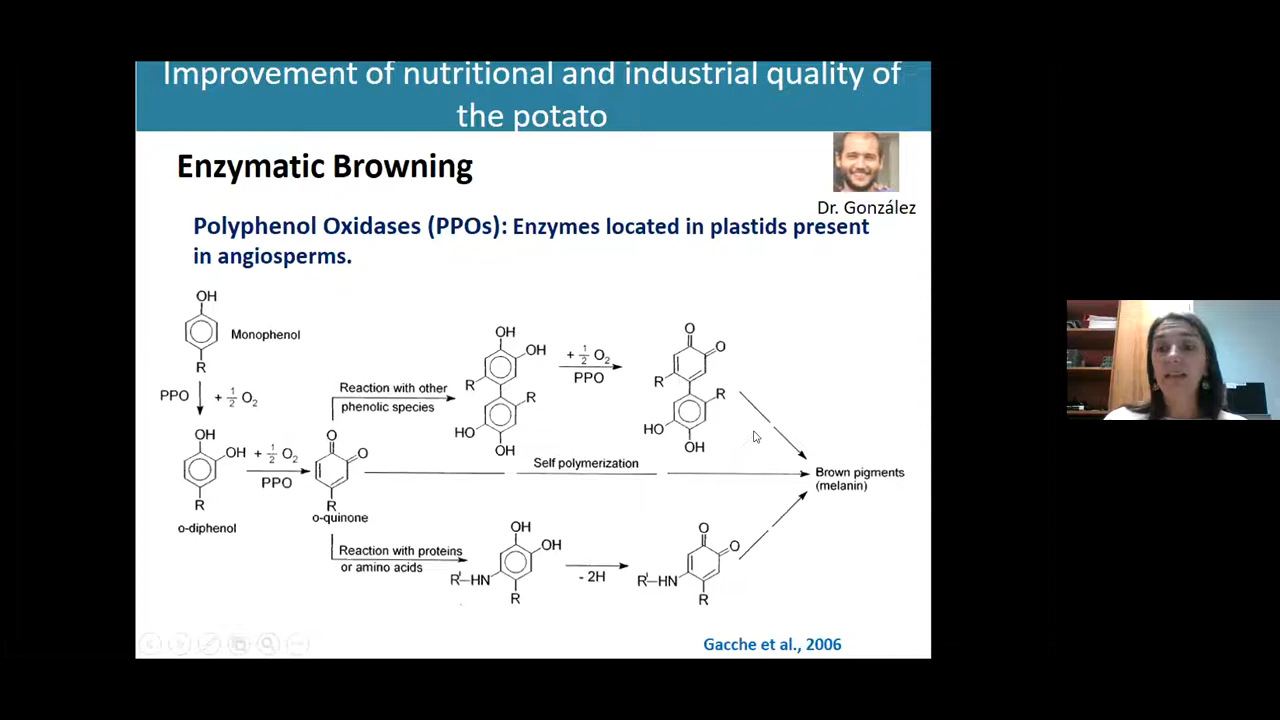 Improvement of nutritional and industrial quality of
the potato
Enzymatic Browning
Dr. González
Polyphenol Oxidases (PPOs): Enzymes located in plastids present
in angiosperms.
OH
Monophenol
R
PPO + 1/2 O2
OH
OH
R
o-diphenol
+ 1/2 O2
PPO
O
O
R
o-quinone
Reaction with other
phenolic species
OH
OH
R
R
HO
OH
+ 1/2 O2
PPO
O
O
R
R
HO
OH
Self polymerization
Brown pigments
(melanin)
Reaction with proteins
or amino acids
OH
OH
R'-HN
R
- 2H
O
O
R'-HN
R
Gacche et al., 2006